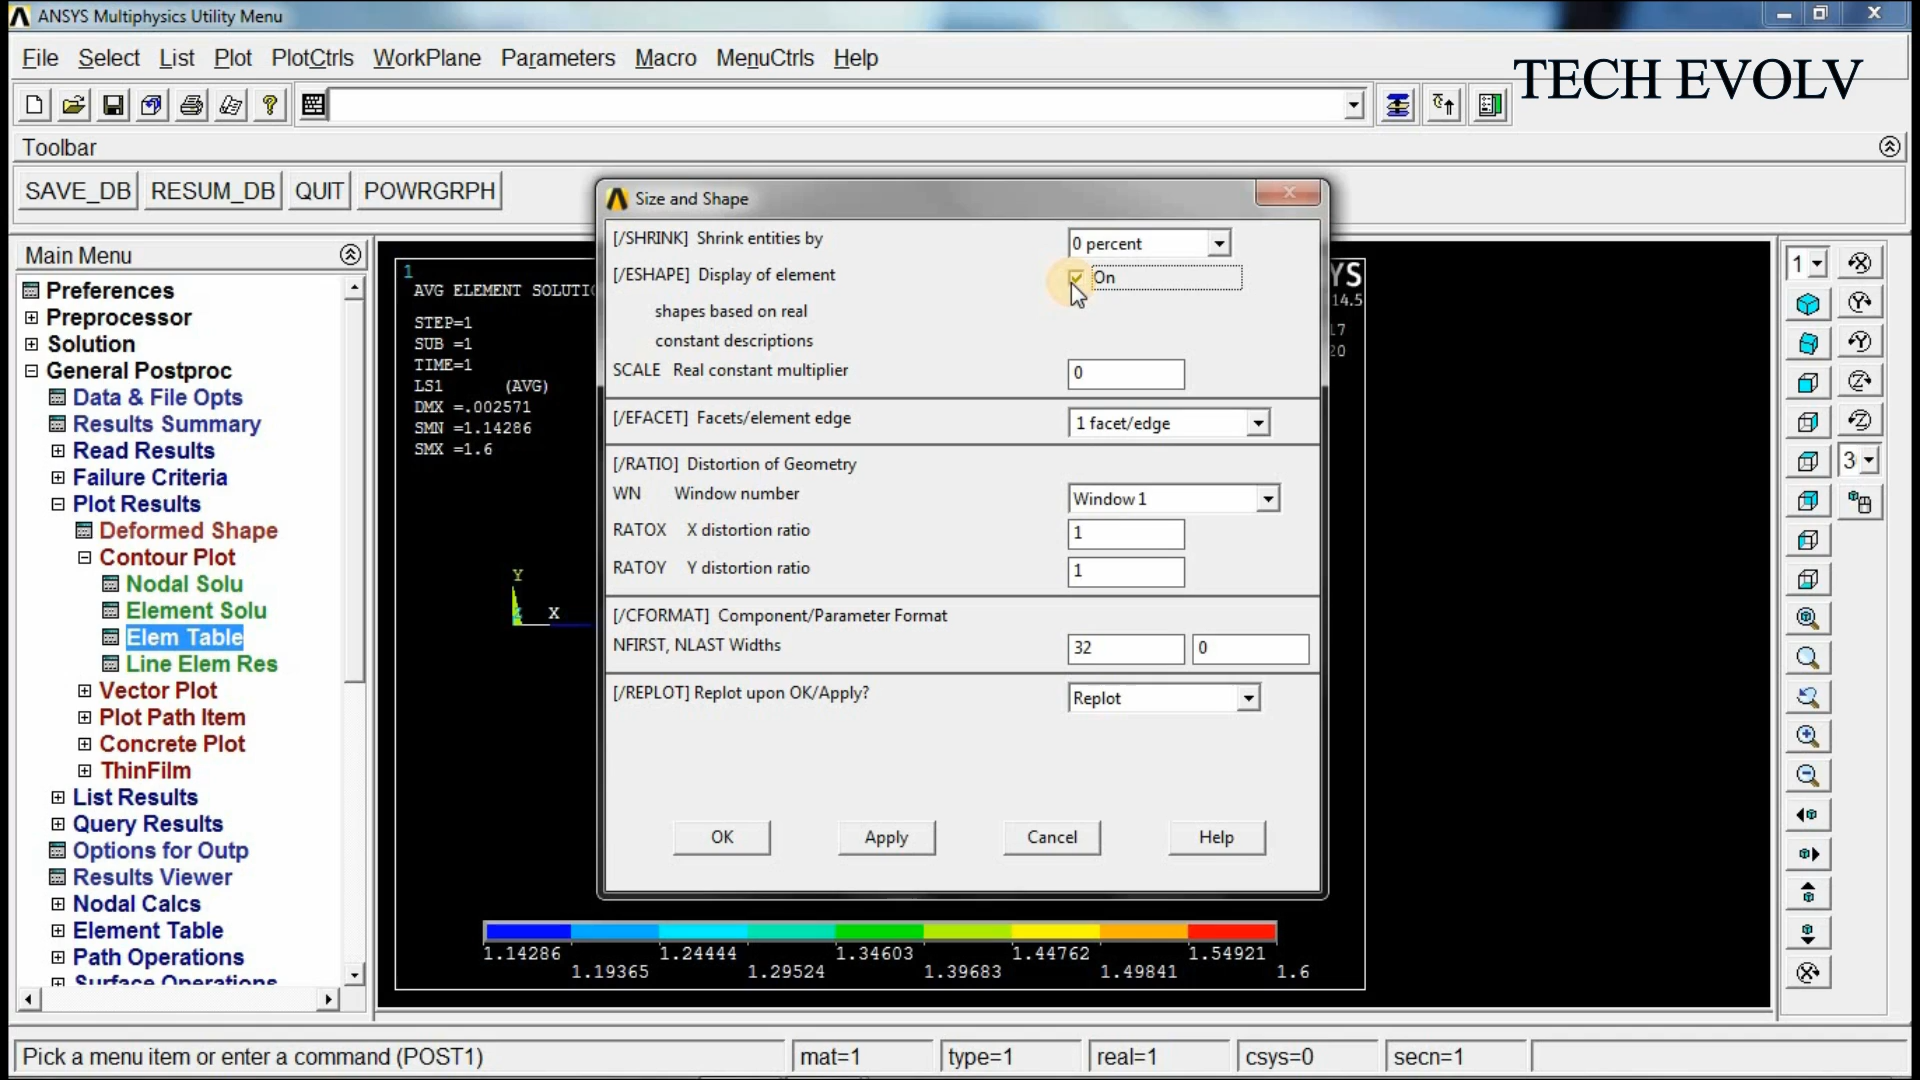 ANSYS Multiphysics Utility Menu
File Select List Plot PlotCtrls WorkPlane Parameters Macro MenuCtrls Help
TECH EVOLV
Toolbar
SAVE_DB RESUM_DB QUIT POWRGRPH
Main Menu
Preferences
Preprocessor
Solution
General Postproc
Data & File Opts
Results Summary
Read Results
Failure Criteria
Plot Results
Deformed Shape
Contour Plot
Nodal Solu
Element Solu
Elem Table
Line Elem Res
Vector Plot
Plot Path Item
Concrete Plot
ThinFilm
List Results
Query Results
Options for Outp
Results Viewer
Nodal Calcs
Element Table
Path Operations
Surface Operations
1
AVG ELEMENT SOLUTI
STEP=1
SUB =1
TIME=1
LS1 (AVG)
DMX =.002571
SMN =1.14286
SMX =1.6
Y
X
YS
14.5
17
20
Size and Shape
[/SHRINK] Shrink entities by 0 percent
[/ESHAPE] Display of element On
shapes based on real
constant descriptions
SCALE Real constant multiplier 0
[/EFACET] Facets/element edge 1 facet/edge
[/RATIO] Distortion of Geometry
WN Window number Window 1
RATOX X distortion ratio 1
RATOY Y distortion ratio 1
[/CFORMAT] Component/Parameter Format
NFIRST, NLAST Widths 32 0
[/REPLOT] Replot upon OK/Apply? Replot
OK Apply Cancel Help
1.14286 1.24444 1.34603 1.44762 1.54921
1.19365 1.29524 1.39683 1.49841 1.6
1
3
Pick a menu item or enter a command (POST1) mat=1 type=1 real=1 csys=0 secn=1